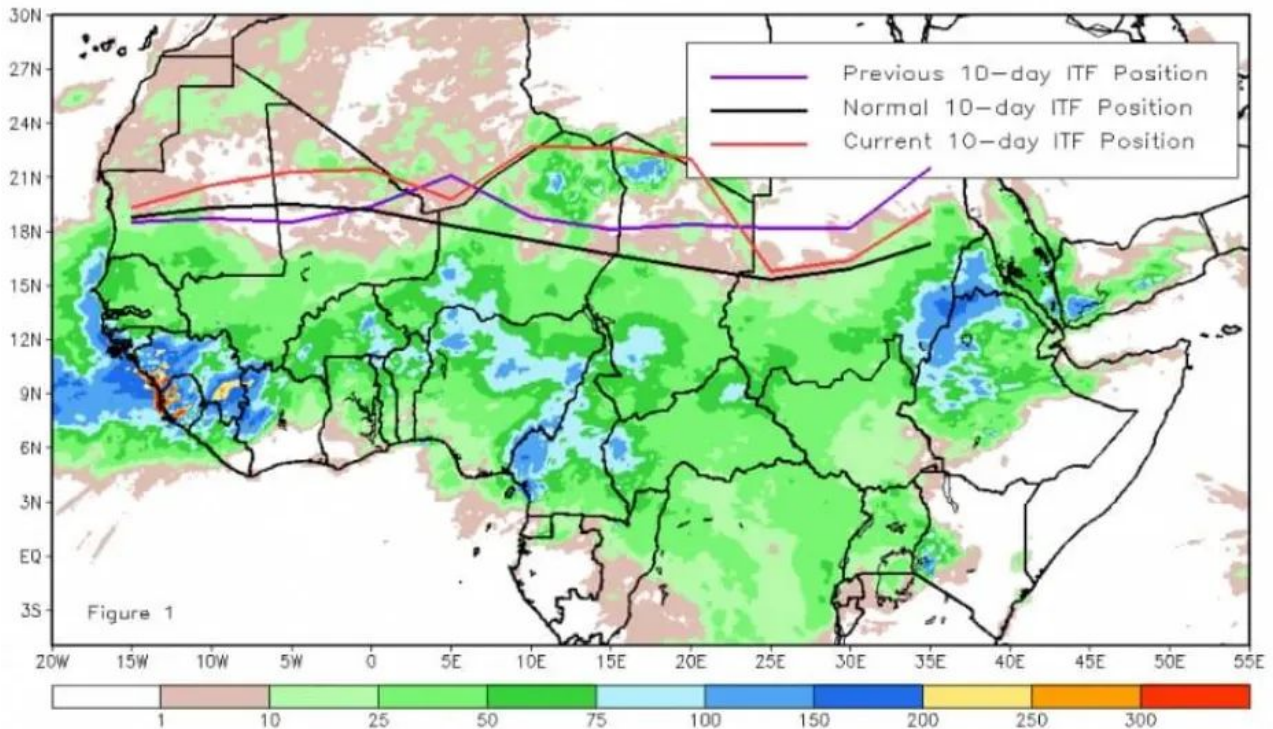 30N
Previous 10-day ITF Position
27N
Normal 10-day ITF Position
24N
Current 10-day ITF Position
21N
18N
15N
12N
9N
6N
3N
EQ
3S
Figure 1
20W 15W 10W 5W 0 5E 10E 15E 20E 25E 30E 35E 40E 45E 50E 55E
1 10 25 50 75 100 150 200 250 300